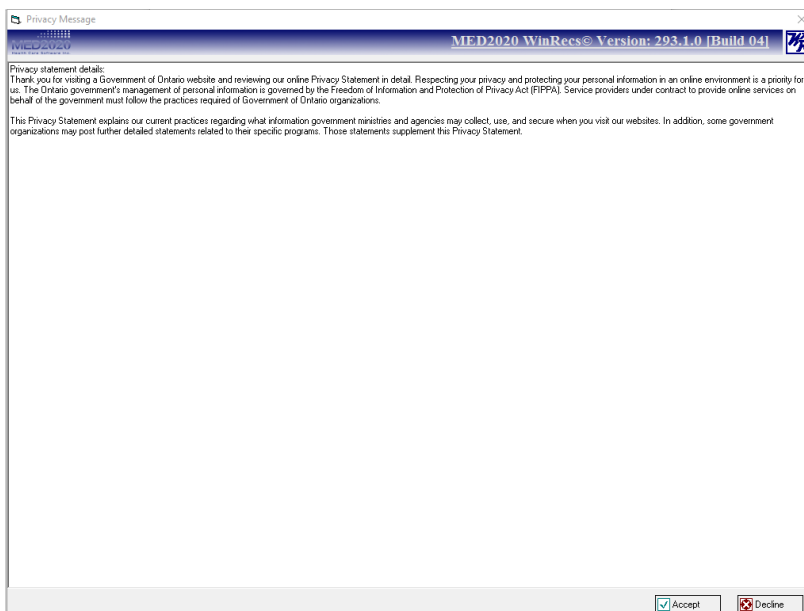 Privacy Message
MED2020
Health Care Software Inc.
MED2020 WinRecs© Version: 293.1.0 [Build 04]
Privacy statement details:
Thank you for visiting a Government of Ontario website and reviewing our online Privacy Statement in detail. Respecting your privacy and protecting your personal information in an online environment is a priority for
us. The Ontario government's management of personal information is governed by the Freedom of Information and Protection of Privacy Act (FIPPA). Service providers under contract to provide online services on
behalf of the government must follow the practices required of Government of Ontario organizations.
This Privacy Statement explains our current practices regarding what information government ministries and agencies may collect, use, and secure when you visit our websites. In addition, some government
organizations may post further detailed statements related to their specific programs. Those statements supplement this Privacy Statement.
Accept
Decline